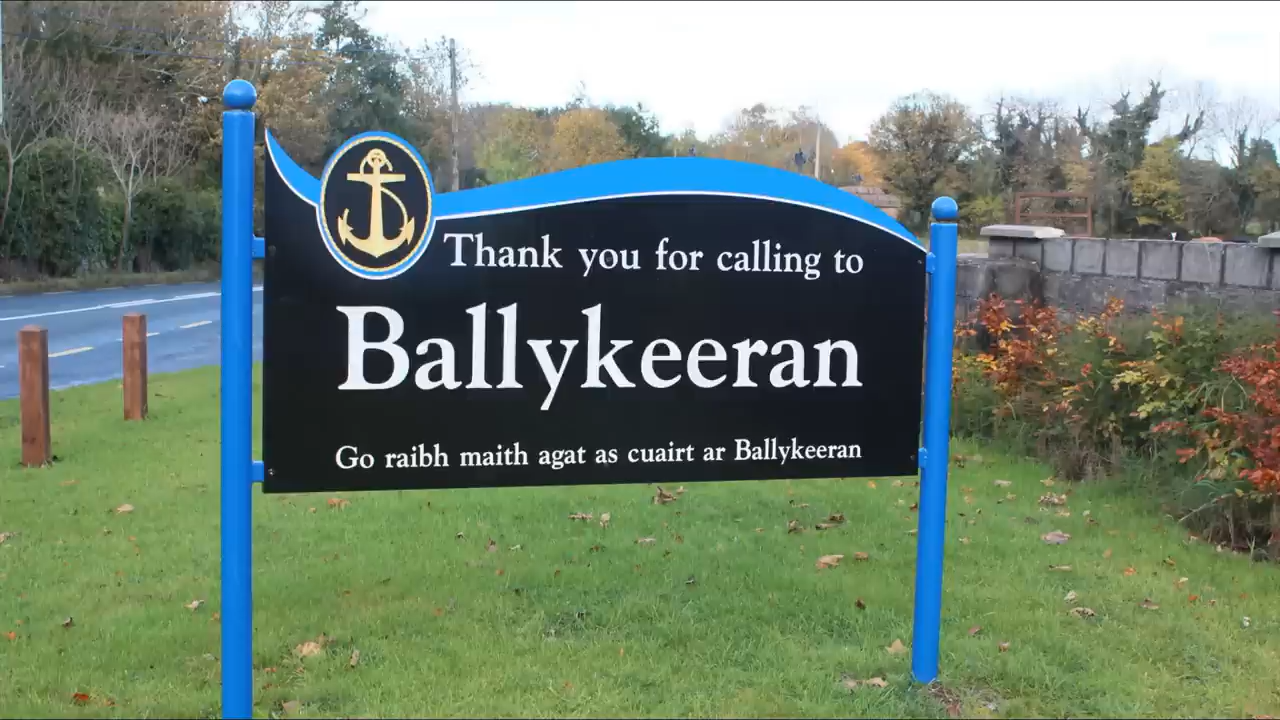 Thank you for calling to
Ballykeeran
Go raibh maith agat as cuairt ar Ballykeeran